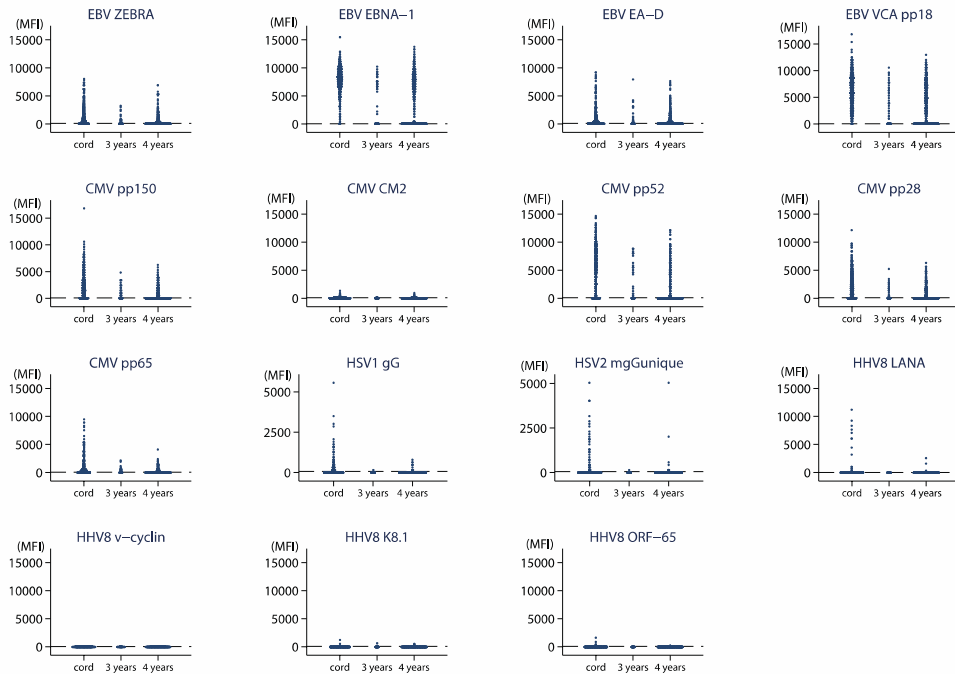 EBV ZEBRA
(MFI)
15000
10000
5000
0
cord 3 years 4 years
EBV EBNA−1
(MFI)
15000
10000
5000
0
cord 3 years 4 years
EBV EA−D
(MFI)
15000
10000
5000
0
cord 3 years 4 years
EBV VCA pp18
(MFI)
15000
10000
5000
0
cord 3 years 4 years
CMV pp150
(MFI)
15000
10000
5000
0
cord 3 years 4 years
CMV CM2
(MFI)
15000
10000
5000
0
cord 3 years 4 years
CMV pp52
(MFI)
15000
10000
5000
0
cord 3 years 4 years
CMV pp28
(MFI)
15000
10000
5000
0
cord 3 years 4 years
CMV pp65
(MFI)
15000
10000
5000
0
cord 3 years 4 years
HSV1 gG
(MFI)
5000
2500
0
cord 3 years 4 years
HSV2 mgGunique
(MFI)
5000
2500
0
cord 3 years 4 years
HHV8 LANA
(MFI)
15000
10000
5000
0
cord 3 years 4 years
HHV8 v−cyclin
(MFI)
15000
10000
5000
0
cord 3 years 4 years
HHV8 K8.1
(MFI)
15000
10000
5000
0
cord 3 years 4 years
HHV8 ORF−65
(MFI)
15000
10000
5000
0
cord 3 years 4 years